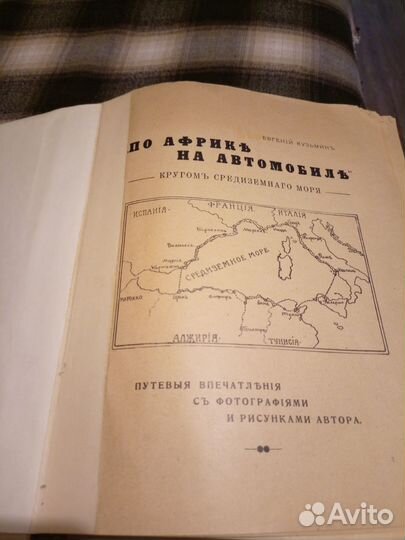 ЕВГЕНІЙ КУЗЬМИНЪ
"ПО АФРИКѢ
НА АВТОМОБИЛѢ"
КРУГОМЪ СРЕДИЗЕМНАГО МОРЯ
ИСПАНІЯ
ФРАНЦІЯ
ИТАЛІЯ
СРЕДИЗЕМНОЕ МОРЕ
МАРОККО
АЛЖИРІЯ
ТУНИСІЯ
ПУТЕВЫЯ ВПЕЧАТЛѢНІЯ
СЪ ФОТОГРАФІЯМИ
И РИСУНКАМИ АВТОРА.
Avito